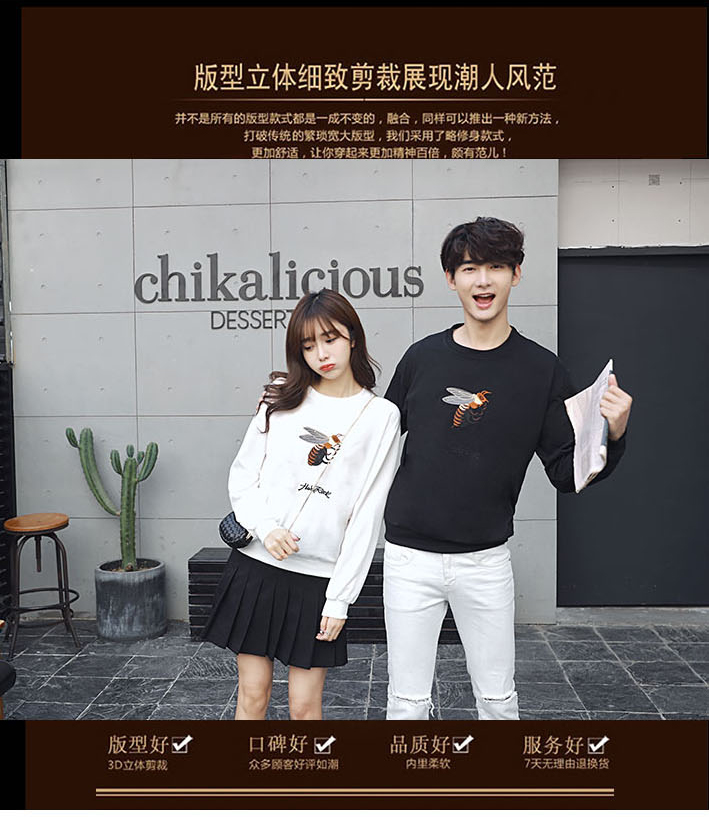 版型立体细致剪裁展现潮人风范
并不是所有的版型款式都是一成不变的，融合，同样可以推出一种新方法，
打破传统的繁琐宽大版型，我们采用了略修身款式，
更加舒适，让你穿起来更加精神百倍，颇有范儿！
chikalicious
DESSERT
版型好 口碑好 品质好 服务好
3D立体剪裁 众多顾客好评如潮 内里柔软 7天无理由退换货